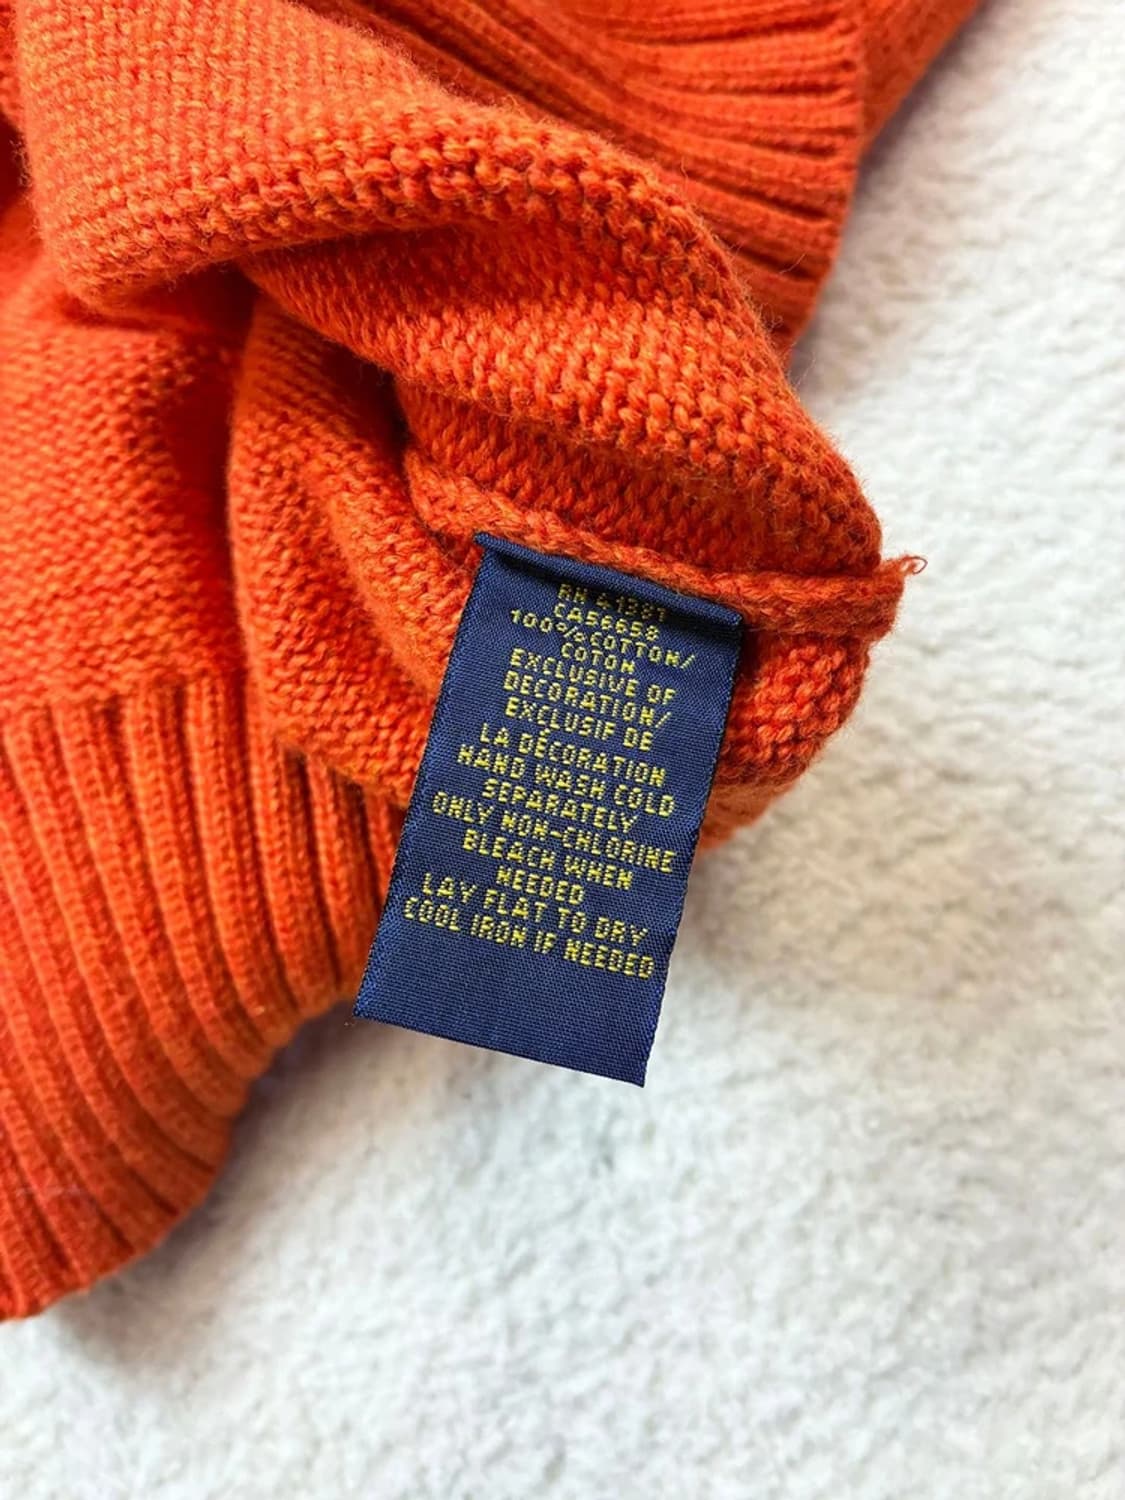 RN 41381
CA56658
100%COTTON/
COTON
EXCLUSIVE OF
DECORATION/
EXCLUSIF DE
LA DÉCORATION
HAND WASH COLD
SEPARATELY
ONLY NON-CHLORINE
BLEACH WHEN
NEEDED
LAY FLAT TO DRY
COOL IRON IF NEEDED